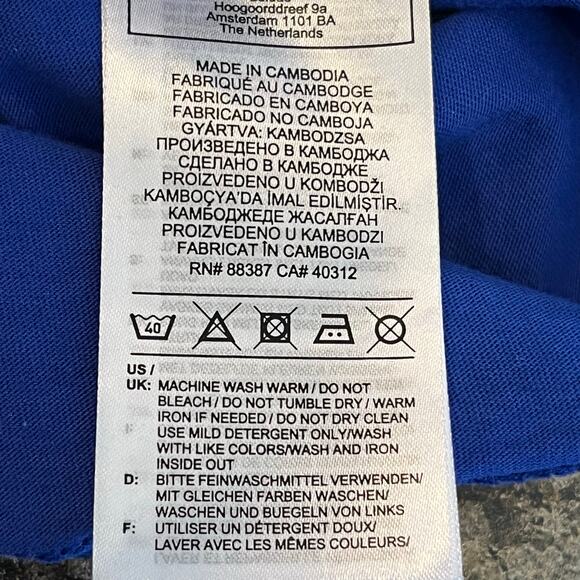 Hoogoorddreef 9a
Amsterdam 1101 BA
The Netherlands
MADE IN CAMBODIA
FABRIQUÉ AU CAMBODGE
FABRICADO EN CAMBOYA
FABRICADO NO CAMBOJA
GYÁRTVA: KAMBODZSA
ПРОИЗВЕДЕНО В КАМБОДЖА
СДЕЛАНО В КАМБОДЖЕ
PROIZVEDENO U KOMBODŽI
KAMBOÇYA'DA İMAL EDİLMİŞTİR.
КАМБОДЖЕДЕ ЖАСАЛҒАН
PROIZVEDENO U KAMBODZI
FABRICAT ÎN CAMBOGIA
RN# 88387 CA# 40312
40
US /
UK: MACHINE WASH WARM / DO NOT
BLEACH / DO NOT TUMBLE DRY / WARM
IRON IF NEEDED / DO NOT DRY CLEAN
USE MILD DETERGENT ONLY/WASH
WITH LIKE COLORS/WASH AND IRON
INSIDE OUT
D: BITTE FEINWASCHMITTEL VERWENDEN/
MIT GLEICHEN FARBEN WASCHEN/
WASCHEN UND BUEGELN VON LINKS
F: UTILISER UN DÉTERGENT DOUX/
LAVER AVEC LES MÊMES COULEURS/